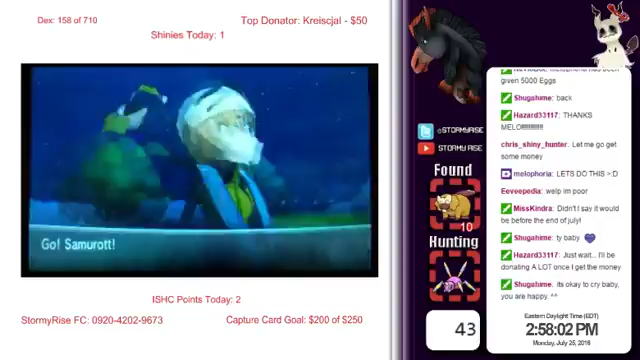 Dex: 158 of 710
Top Donator: Kreiscjal - $50
Shinies Today: 1
Go! Samurott!
ISHC Points Today: 2
StormyRise FC: 0920-4202-9673
Capture Card Goal: $200 of $250
@STORMYRISE
STORMY RISE
Found
10
Hunting
43
given 5000 Eggs
Shugahime: back
Hazard33117: THANKS
MELO!!!!!!!!!!!!
chris_shiny_hunter: Let me go get
some money
melophoria: LETS DO THIS >:D
Eeveepedia: welp im poor
MissKindra: Didn't I say it would
be before the end of july!
Shugahime: ty baby
Hazard33117: Just wait... I'll be
donating A LOT once I get the money
Shugahime: its okay to cry baby,
you are happy. ^^
Eastern Daylight Time (EDT)
2:58:02 PM
Monday, July 25, 2016